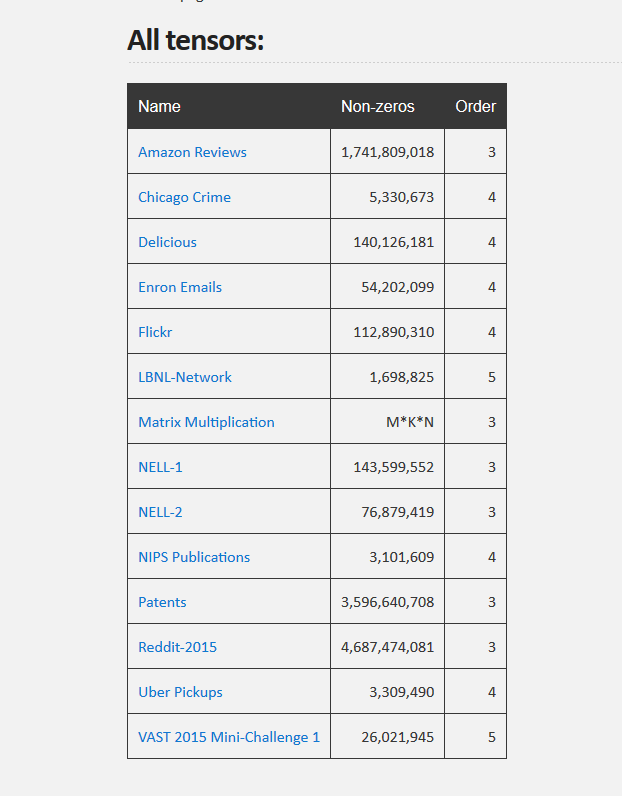 All tensors:
Name Non-zeros Order
Amazon Reviews 1,741,809,018 3
Chicago Crime 5,330,673 4
Delicious 140,126,181 4
Enron Emails 54,202,099 4
Flickr 112,890,310 4
LBNL-Network 1,698,825 5
Matrix Multiplication M*K*N 3
NELL-1 143,599,552 3
NELL-2 76,879,419 3
NIPS Publications 3,101,609 4
Patents 3,596,640,708 3
Reddit-2015 4,687,474,081 3
Uber Pickups 3,309,490 4
VAST 2015 Mini-Challenge 1 26,021,945 5